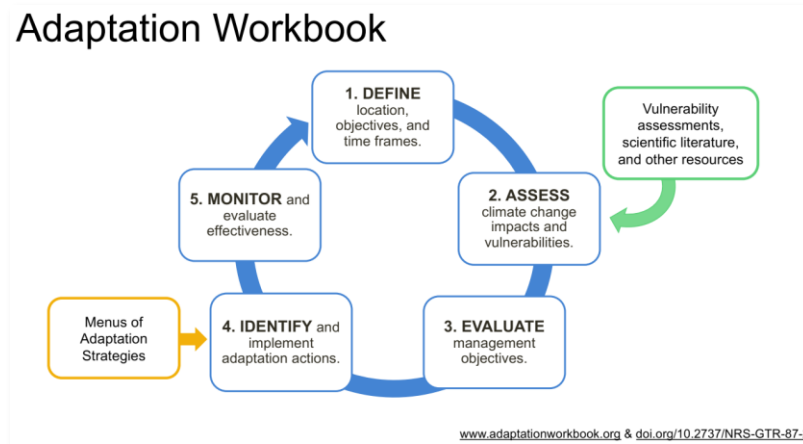 Adaptation Workbook
1. DEFINE
location,
objectives, and
time frames.
Vulnerability
assessments,
scientific literature,
and other resources
2. ASSESS
climate change
impacts and
vulnerabilities.
3. EVALUATE
management
objectives.
4. IDENTIFY and
implement
adaptation actions.
Menus of
Adaptation
Strategies
5. MONITOR and
evaluate
effectiveness.
www.adaptationworkbook.org & doi.org/10.2737/NRS-GTR-87-